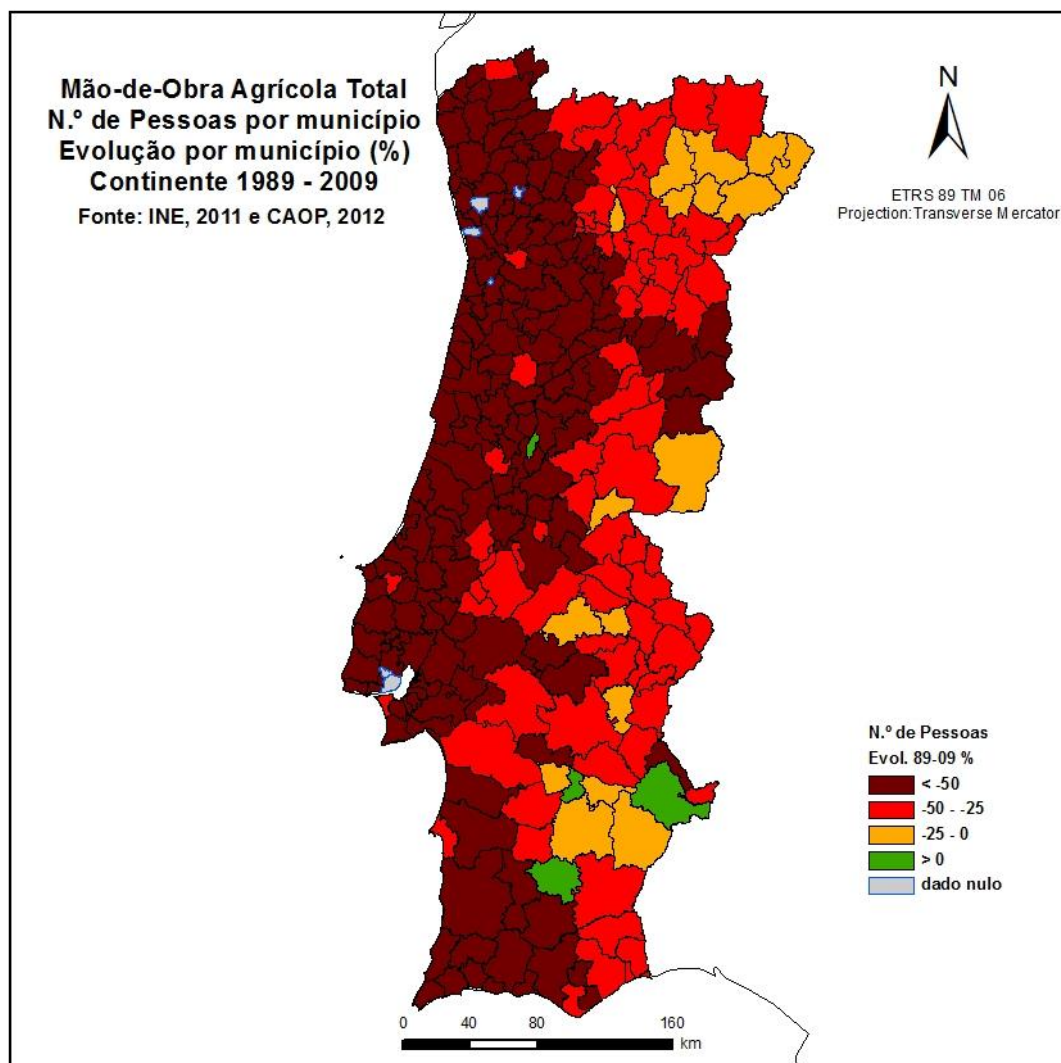 Mão-de-Obra Agrícola Total
N.º de Pessoas por município
Evolução por município (%)
Continente 1989 - 2009
Fonte: INE, 2011 e CAOP, 2012
N
ETRS 89 TM 06
Projection:Transverse Mercator
N.º de Pessoas
Evol. 89-09 %
< -50
-50 - -25
-25 - 0
> 0
dado nulo
0 40 80 160
km